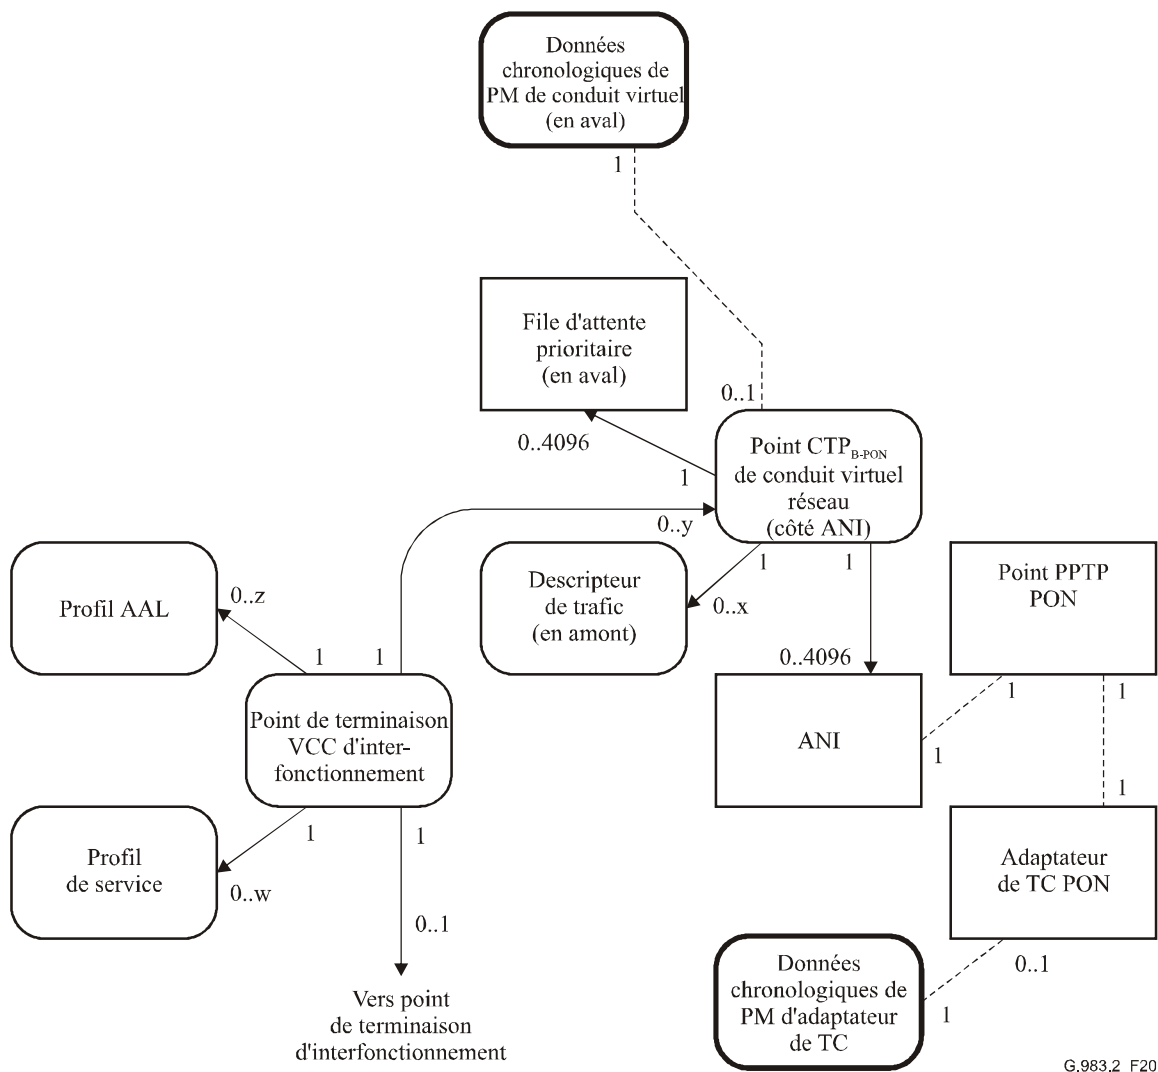 Données
chronologiques de
PM de conduit virtuel
(en aval)
1
File d'attente
prioritaire
(en aval)
0..1
0..4096
1
Point CTP B-PON
de conduit virtuel
réseau
(côté ANI)
0..y
1
1
Descripteur
de trafic
(en amont)
0..x
Point PPTP
PON
Profil AAL
0..z
1
1
0..4096
1
1
Point de terminaison
VCC d'inter-
fonctionnement
ANI
1
1
1
1
Profil
de service
0..w
Adaptateur
de TC PON
0..1
0..1
Données
chronologiques de
PM d'adaptateur
de TC
1
Vers point
de terminaison
d'interfonctionnement
G.983.2_F20